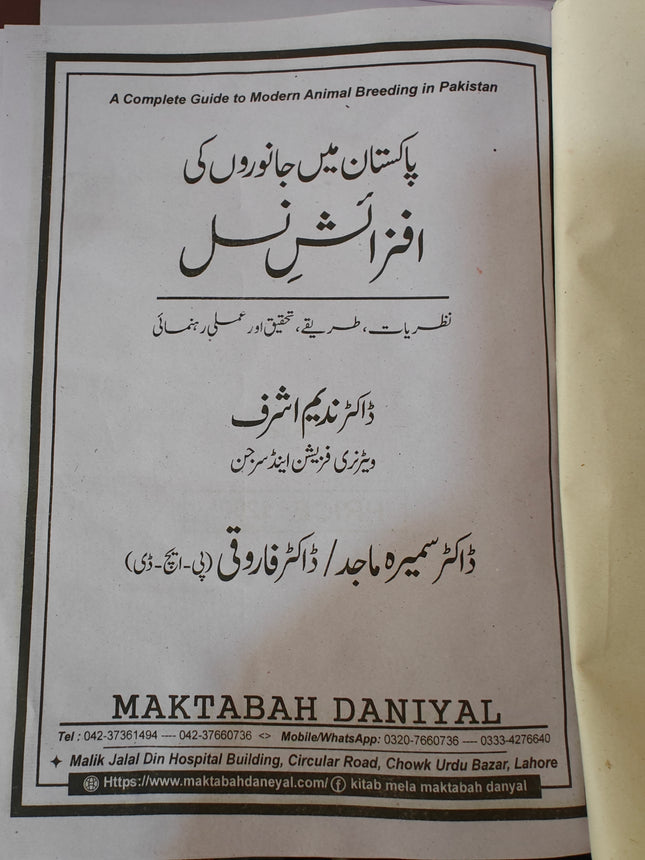 A Complete Guide to Modern Animal Breeding in Pakistan
پاکستان میں جانوروں کی
افزائشِ نسل
نظریات، طریقے، تحقیق اور عملی رہنمائی
ڈاکٹر ندیم اشرف
ویٹرنری فزیشن اینڈ سرجن
ڈاکٹر سمیرہ ماجد / ڈاکٹر فاروقی (پی-ایچ-ڈی)
MAKTABAH DANIYAL
Tel : 042-37361494 ---- 042-37660736 <> Mobile/WhatsApp: 0320-7660736 ---- 0333-4276640
Malik Jalal Din Hospital Building, Circular Road, Chowk Urdu Bazar, Lahore
Https://www.maktabahdaneyal.com/ kitab mela maktabah danyal